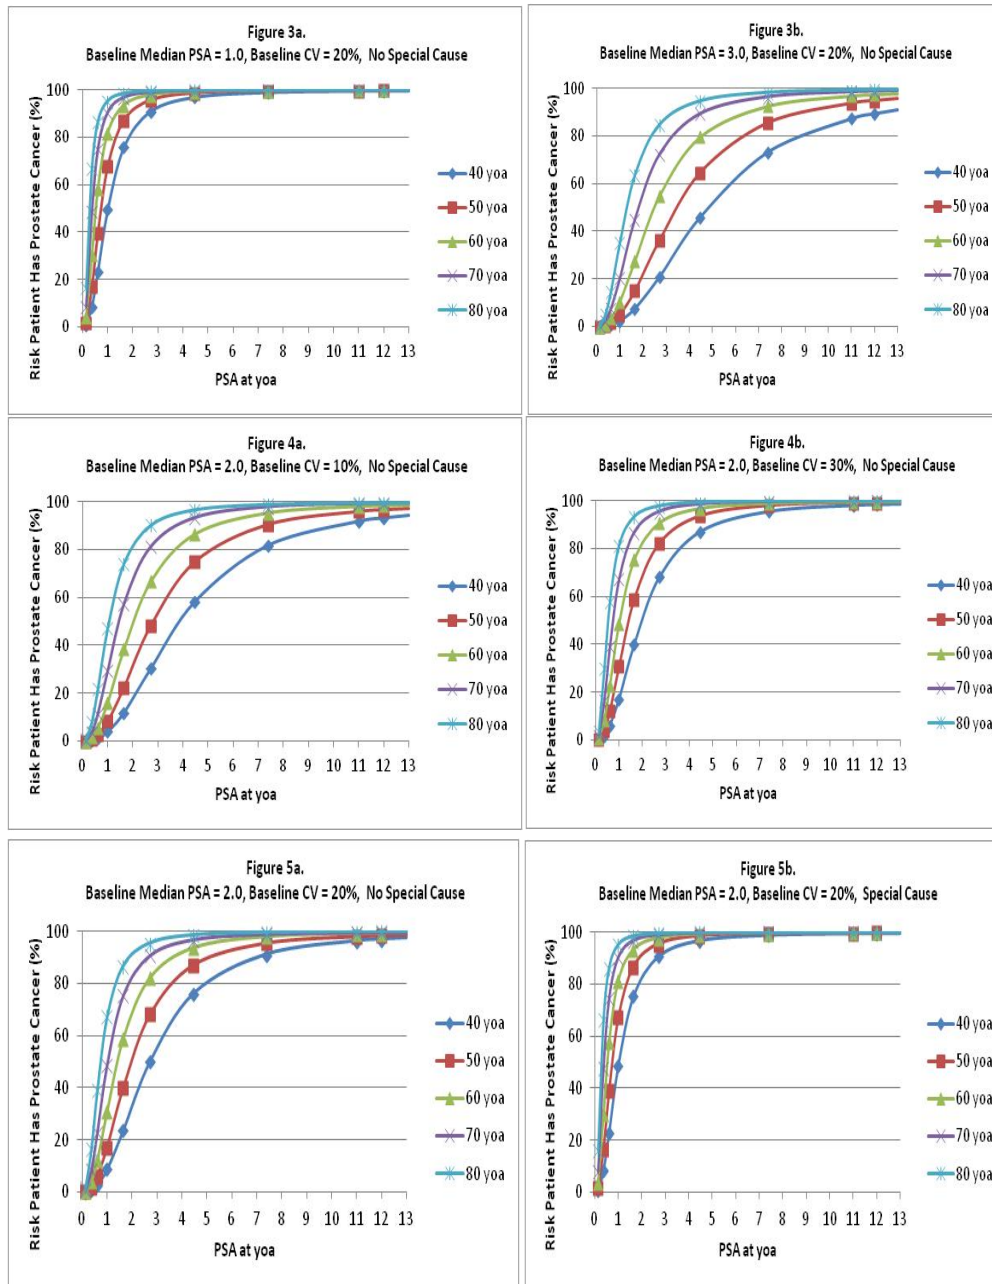 Figure 3a.
Baseline Median PSA = 1.0, Baseline CV = 20%, No Special Cause
Risk Patient Has Prostate Cancer (%)
100
80
60
40
20
0
0 1 2 3 4 5 6 7 8 9 10 11 12 13
PSA at yoa
40 yoa
50 yoa
60 yoa
70 yoa
80 yoa
Figure 3b.
Baseline Median PSA = 3.0, Baseline CV = 20%, No Special Cause
Risk Patient Has Prostate Cancer (%)
100
80
60
40
20
0
0 1 2 3 4 5 6 7 8 9 10 11 12 13
PSA at yoa
40 yoa
50 yoa
60 yoa
70 yoa
80 yoa
Figure 4a.
Baseline Median PSA = 2.0, Baseline CV = 10%, No Special Cause
Risk Patient Has Prostate Cancer (%)
100
80
60
40
20
0
0 1 2 3 4 5 6 7 8 9 10 11 12 13
PSA at yoa
40 yoa
50 yoa
60 yoa
70 yoa
80 yoa
Figure 4b.
Baseline Median PSA = 2.0, Baseline CV = 30%, No Special Cause
Risk Patient Has Prostate Cancer (%)
100
80
60
40
20
0
0 1 2 3 4 5 6 7 8 9 10 11 12 13
PSA at yoa
40 yoa
50 yoa
60 yoa
70 yoa
80 yoa
Figure 5a.
Baseline Median PSA = 2.0, Baseline CV = 20%, No Special Cause
Risk Patient Has Prostate Cancer (%)
100
80
60
40
20
0
0 1 2 3 4 5 6 7 8 9 10 11 12 13
PSA at yoa
40 yoa
50 yoa
60 yoa
70 yoa
80 yoa
Figure 5b.
Baseline Median PSA = 2.0, Baseline CV = 20%, Special Cause
Risk Patient Has Prostate Cancer (%)
100
80
60
40
20
0
0 1 2 3 4 5 6 7 8 9 10 11 12 13
PSA at yoa
40 yoa
50 yoa
60 yoa
70 yoa
80 yoa